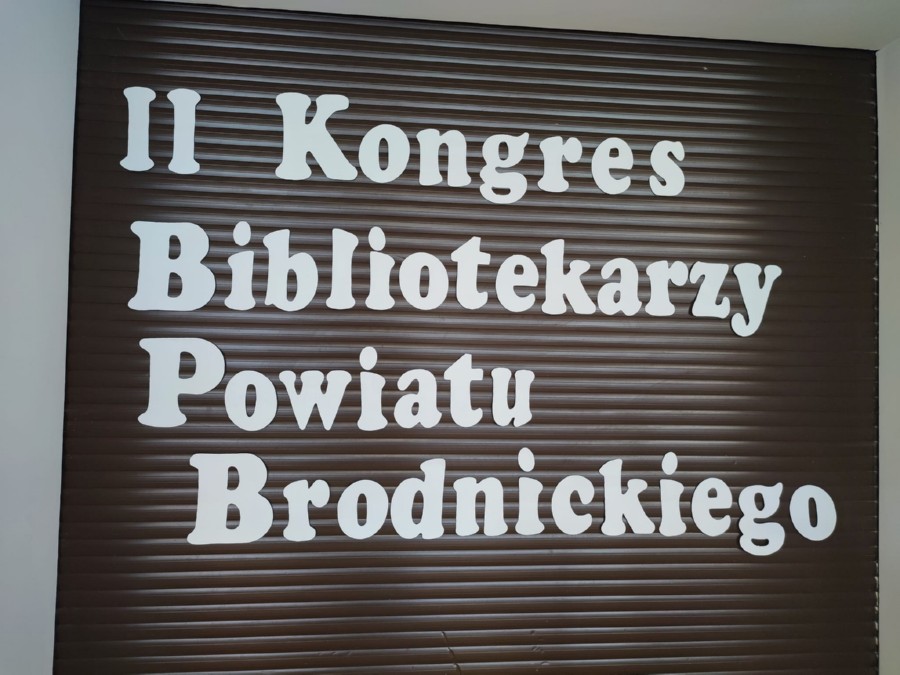 II Kongres
Bibliotekarzy
Powiatu
Brodnickiego